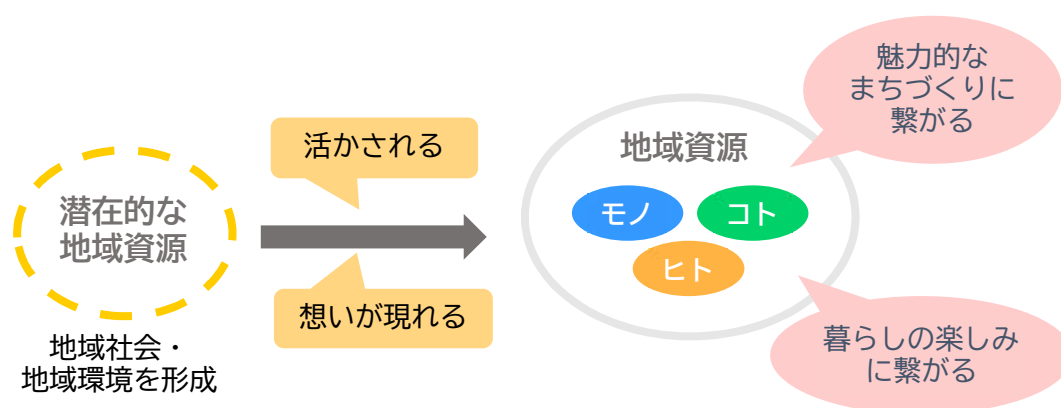 潜在的な
地域資源
地域社会・
地域環境を形成
活かされる
想いが現れる
地域資源
モノ
コト
ヒト
魅力的な
まちづくりに
繋がる
暮らしの楽しみ
に繋がる